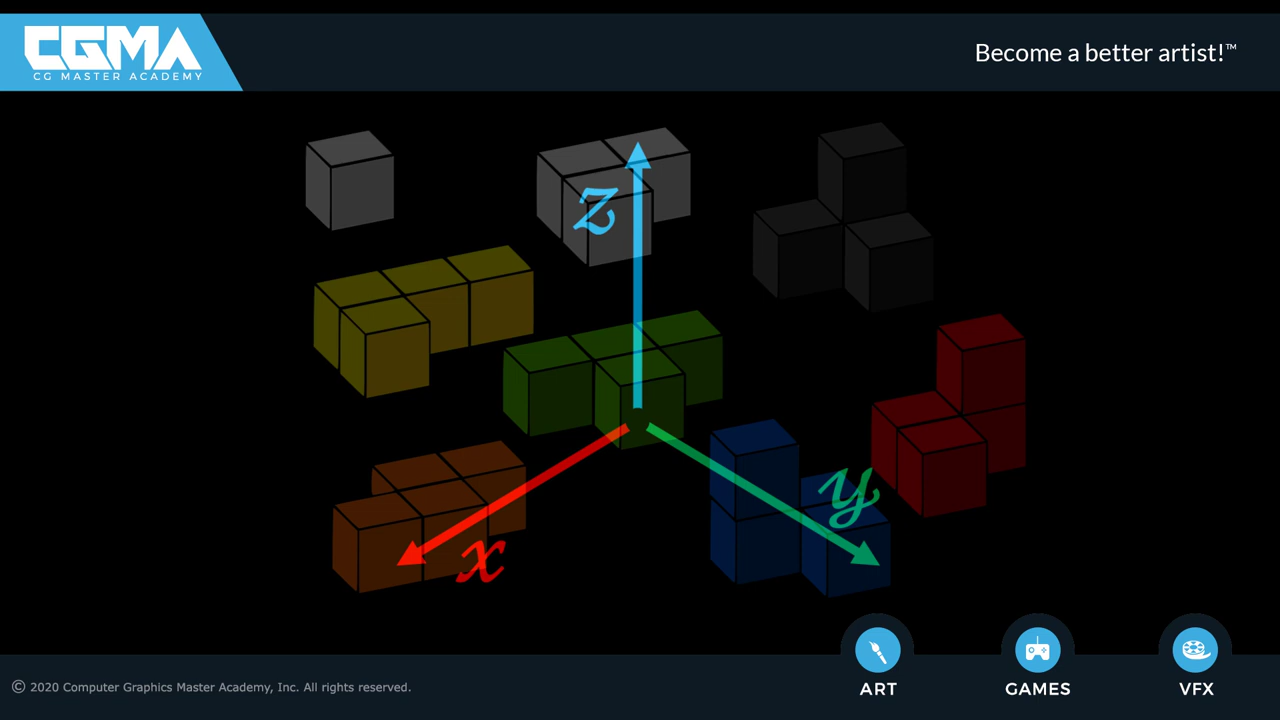 CGMA
CG MASTER ACADEMY
Become a better artist!™
z
y
x
ART
GAMES
VFX
© 2020 Computer Graphics Master Academy, Inc. All rights reserved.